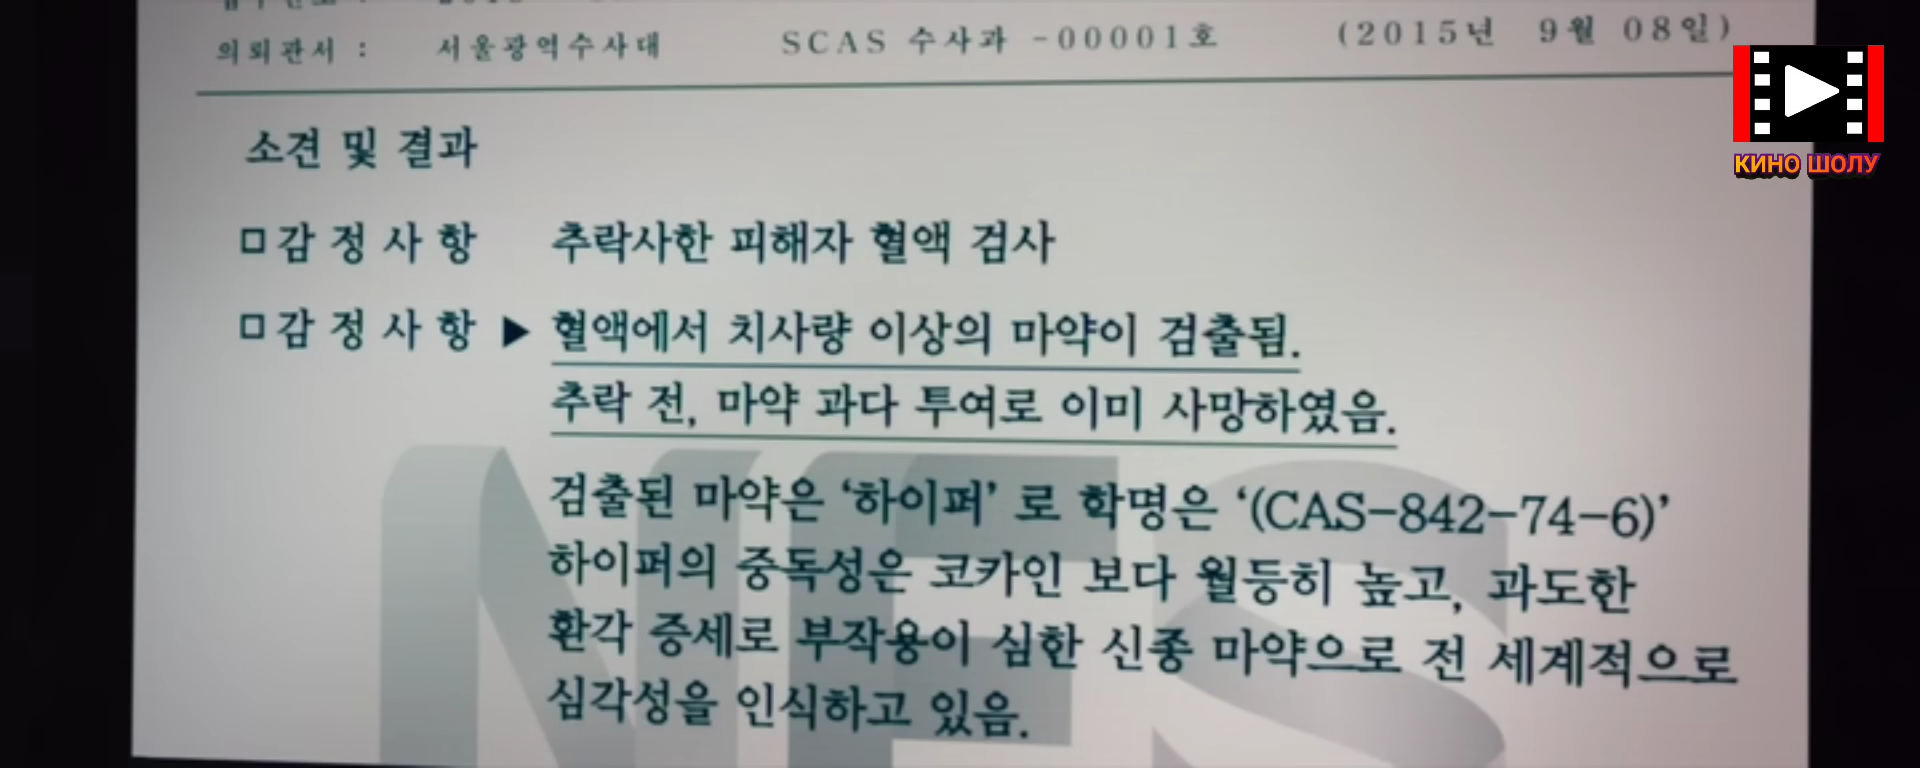 의뢰관서 : 서울광역수사대 SCAS 수사과 -00001호 (2015년 9월 08일)
КИНО ШОЛУ
소견 및 결과
□감정사항 추락사한 피해자 혈액 검사
□감정사항 ▶ 혈액에서 치사량 이상의 마약이 검출됨.
추락 전, 마약 과다 투여로 이미 사망하였음.
검출된 마약은 ‘하이퍼’ 로 학명은 ‘(CAS-842-74-6)’
하이퍼의 중독성은 코카인 보다 월등히 높고, 과도한
환각 증세로 부작용이 심한 신종 마약으로 전 세계적으로
심각성을 인식하고 있음.
NFS